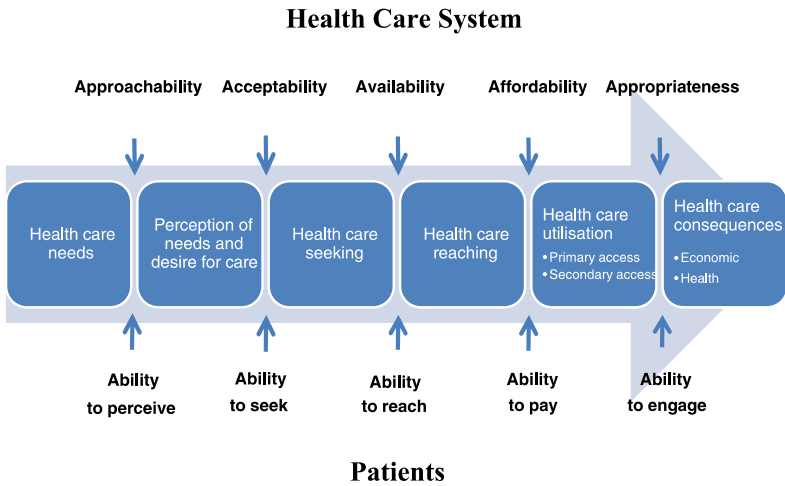 Health Care System
Approachability Acceptability Availability Affordability Appropriateness
Health care
needs
Perception of
needs and
desire for care
Health care
seeking
Health care
reaching
Health care
utilisation
• Primary access
• Secondary access
Health care
consequences
• Economic
• Health
Ability
to perceive
Ability
to seek
Ability
to reach
Ability
to pay
Ability
to engage
Patients